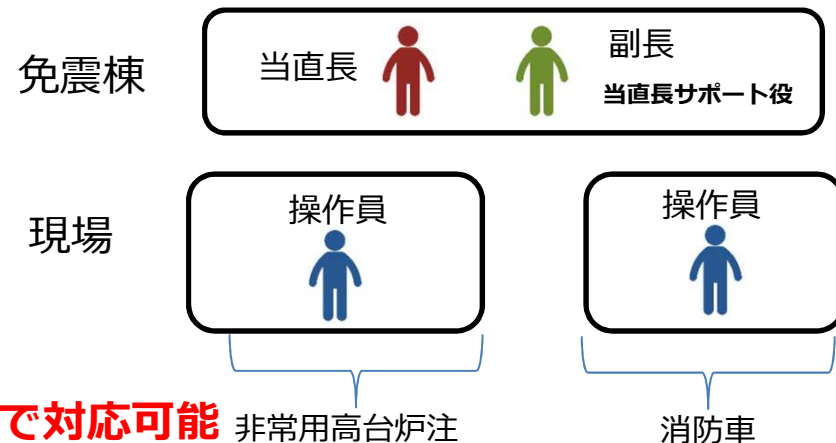 免震棟
当直長
副長
当直長サポート役
現場
操作員
操作員
で対応可能
非常用高台炉注
消防車